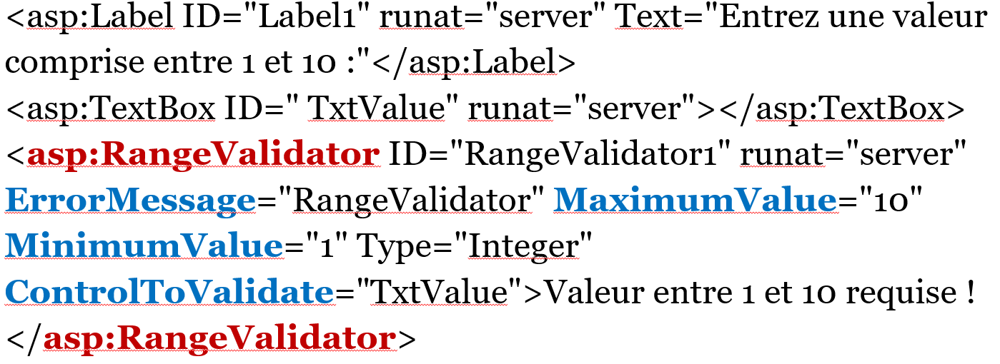 <asp:Label ID="Label1" runat="server" Text="Entrez une valeur
comprise entre 1 et 10 :"</asp:Label>
<asp:TextBox ID=" TxtValue" runat="server"></asp:TextBox>
<asp:RangeValidator ID="RangeValidator1" runat="server"
ErrorMessage="RangeValidator" MaximumValue="10"
MinimumValue="1" Type="Integer"
ControlToValidate="TxtValue">Valeur entre 1 et 10 requise !
</asp:RangeValidator>